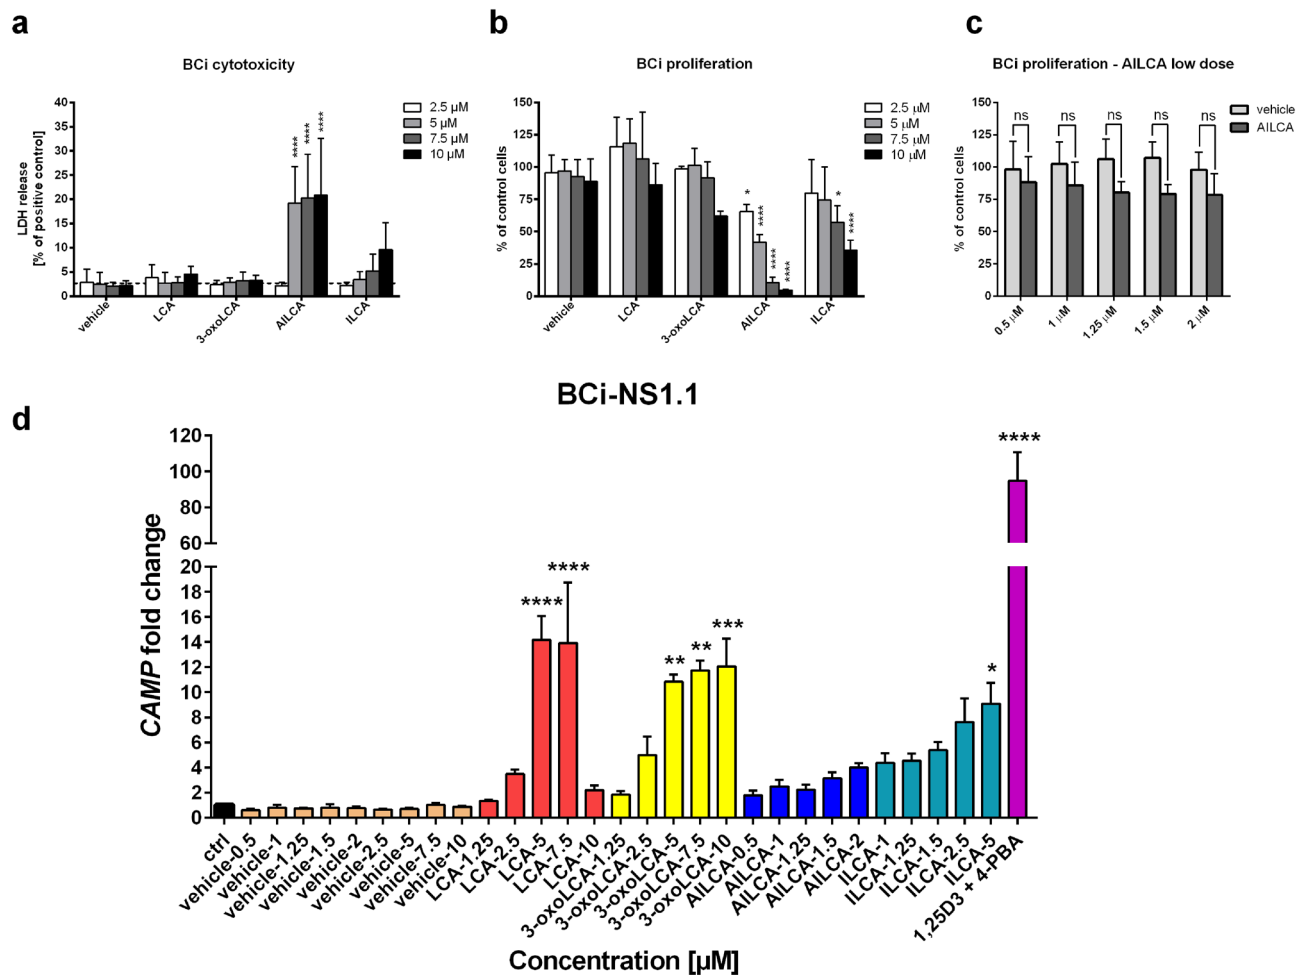 a
BCi cytotoxicity
LDH release
[% of positive control]
40
35
30
25
20
15
10
5
0
**** **** ****
2.5 µM
5 µM
7.5 µM
10 µM
vehicle
LCA
3-oxoLCA
AILCA
ILCA
b
BCi proliferation
% of control cells
150
125
100
75
50
25
0
* **** **** **** * ****
2.5 µM
5 µM
7.5 µM
10 µM
vehicle
LCA
3-oxoLCA
AILCA
ILCA
c
BCi proliferation - AILCA low dose
% of control cells
150
125
100
75
50
25
0
ns ns ns ns ns
vehicle
AILCA
0.5 µM
1 µM
1.25 µM
1.5 µM
2 µM
BCi-NS1.1
d
CAMP fold change
120
100
80
60
20
18
16
14
12
10
8
6
4
2
0
**** **** ** ** *** * ****
ctrl
vehicle-0.5
vehicle-1
vehicle-1.25
vehicle-1.5
vehicle-2
vehicle-2.5
vehicle-5
vehicle-7.5
vehicle-10
LCA-1.25
LCA-2.5
LCA-5
LCA-7.5
LCA-10
3-oxoLCA-1.25
3-oxoLCA-2.5
3-oxoLCA-5
3-oxoLCA-7.5
3-oxoLCA-10
AILCA-0.5
AILCA-1
AILCA-1.25
AILCA-1.5
AILCA-2
ILCA-1
ILCA-1.25
ILCA-1.5
ILCA-2.5
ILCA-5
1,25D3 + 4-PBA
Concentration [µM]